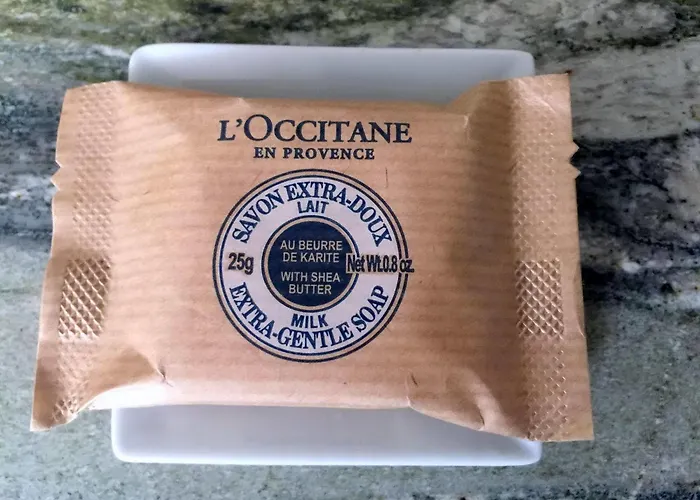 L'OCCITANE
EN PROVENCE
SAVON EXTRA-DOUX
LAIT
AU BEURRE
DE KARITE
25g
Net Wt.0.8 oz.
WITH SHEA
BUTTER
MILK
EXTRA-GENTLE SOAP